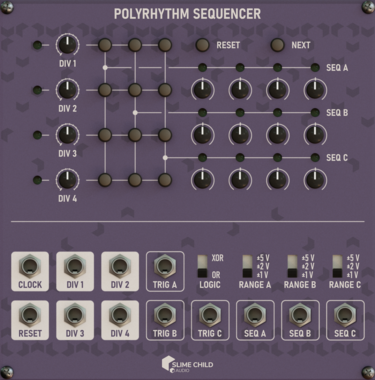 POLYRHYTHM SEQUENCER
RESET NEXT
DIV 1
SEQ A
DIV 2
SEQ B
DIV 3
SEQ C
DIV 4
XOR +5 V +5 V +5 V
±2 V ±2 V ±2 V
OR ±1 V ±1 V ±1 V
CLOCK DIV 1 DIV 2 TRIG A LOGIC RANGE A RANGE B RANGE C
RESET DIV 3 DIV 4 TRIG B TRIG C SEQ A SEQ B SEQ C
SLIME CHILD
AUDIO